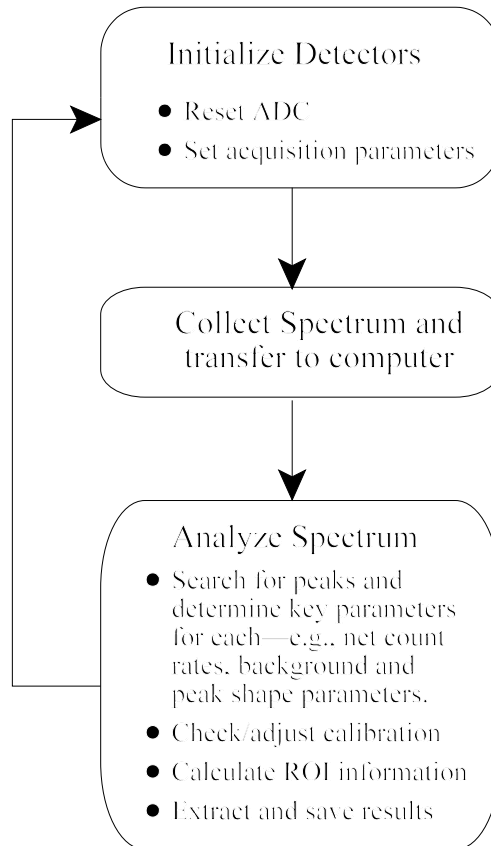 Initialize Detectors
● Reset ADC
● Set acquisition parameters
Collect Spectrum and
transfer to computer
Analyze Spectrum
● Search for peaks and
determine key parameters
for each—e.g., net count
rates, background and
peak shape parameters.
● Check/adjust calibration
● Calculate ROI information
● Extract and save results